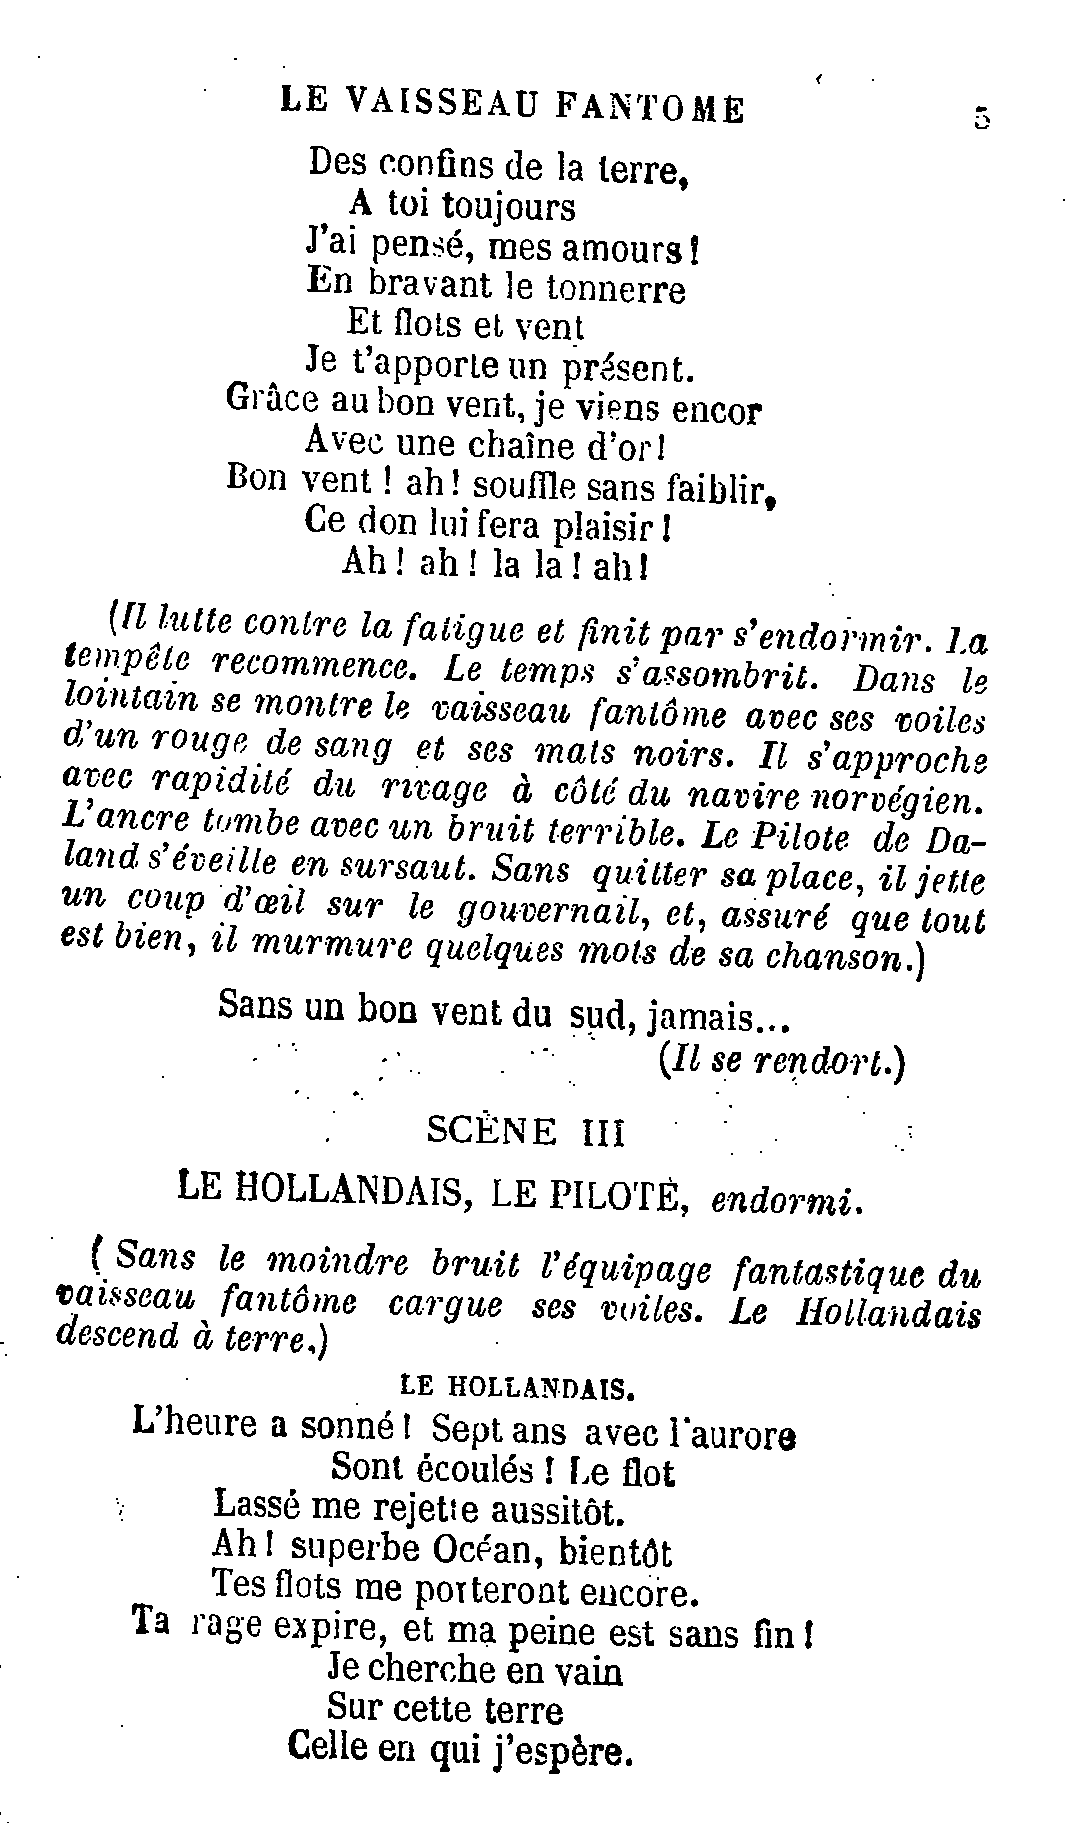 LE VAISSEAU FANTOME 5
Des confins de la terre,
A toi toujours
J'ai pensé, mes amours !
En bravant le tonnerre
Et flots et vent
Je t'apporte un présent.
Grâce au bon vent, je viens encor
Avec une chaîne d'or !
Bon vent ! ah ! souffle sans faiblir,
Ce don lui fera plaisir !
Ah ! ah ! la la ! ah !
(Il lutte contre la fatigue et finit par s'endormir. La
tempête recommence. Le temps s'assombrit. Dans le
lointain se montre le vaisseau fantôme avec ses voiles
d'un rouge de sang et ses mats noirs. Il s'approche
avec rapidité du rivage à côté du navire norvégien.
L'ancre tombe avec un bruit terrible. Le Pilote de Da-
land s'éveille en sursaut. Sans quitter sa place, il jette
un coup d'œil sur le gouvernail, et, assuré que tout
est bien, il murmure quelques mots de sa chanson.)
Sans un bon vent du sud, jamais...
(Il se rendort.)
SCÈNE III
LE HOLLANDAIS, LE PILOTE, endormi.
(Sans le moindre bruit l'équipage fantastique du
vaisseau fantôme cargue ses voiles. Le Hollandais
descend à terre.)
LE HOLLANDAIS.
L'heure a sonné ! Sept ans avec l'aurore
Sont écoulés ! Le flot
Lassé me rejette aussitôt.
Ah ! superbe Océan, bientôt
Tes flots me porteront encore.
Ta rage expire, et ma peine est sans fin !
Je cherche en vain
Sur cette terre
Celle en qui j'espère.